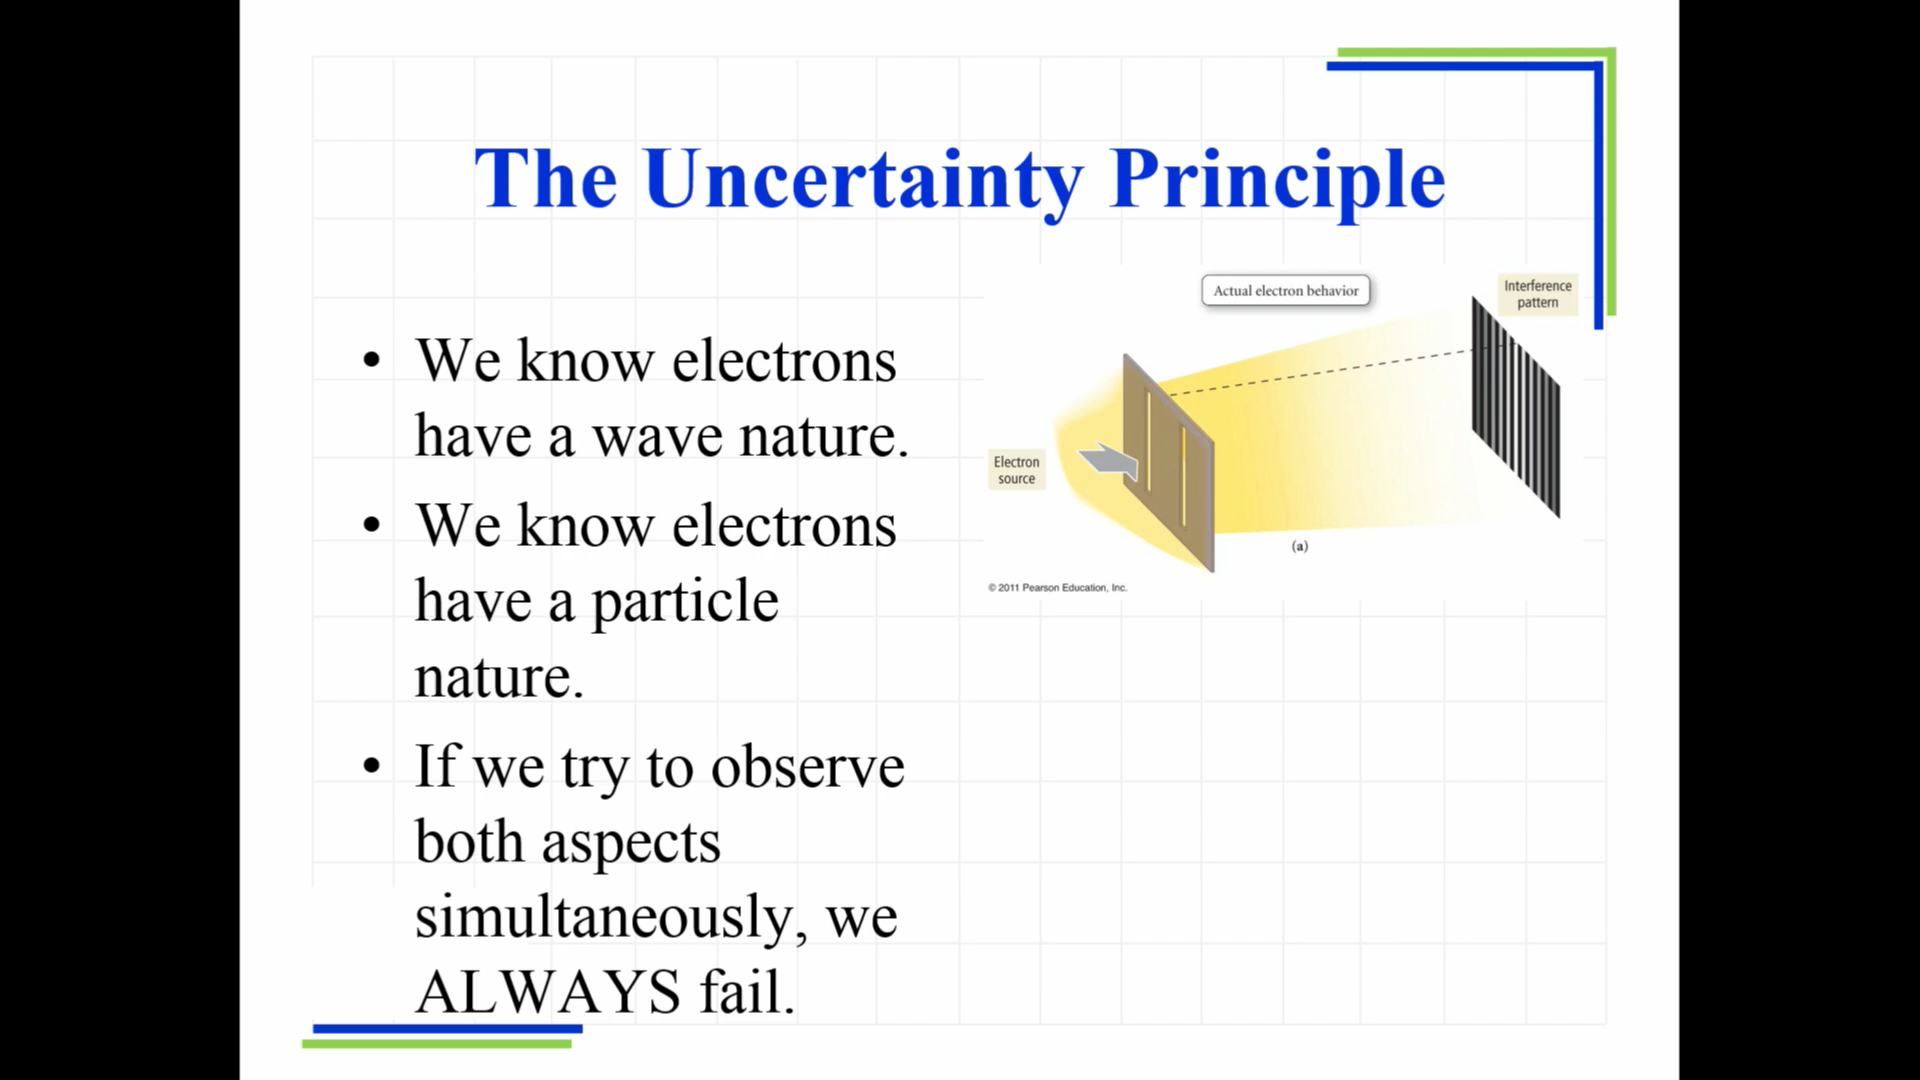 The Uncertainty Principle
• We know electrons
have a wave nature.
• We know electrons
have a particle
nature.
• If we try to observe
both aspects
simultaneously, we
ALWAYS fail.
Actual electron behavior
Interference
pattern
Electron
source
(a)
© 2011 Pearson Education, Inc.